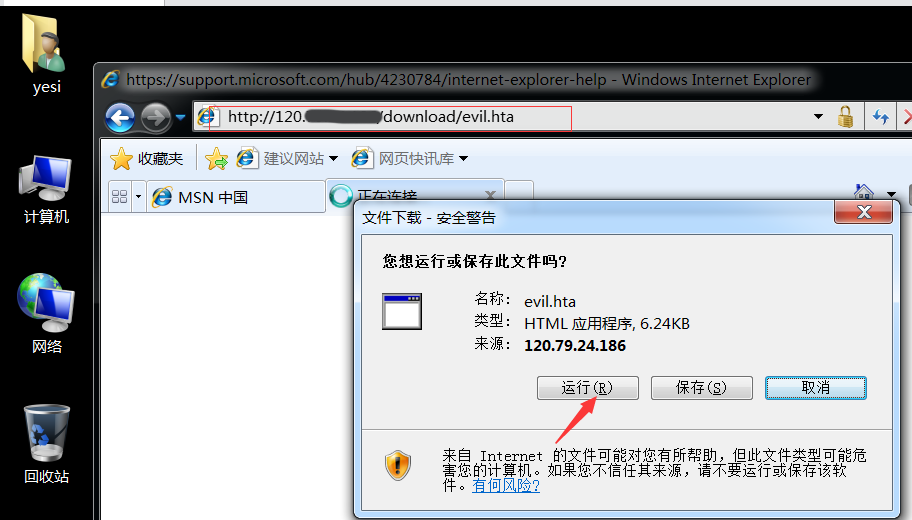 yesi
计算机
网络
回收站
https://support.microsoft.com/hub/4230784/internet-explorer-help - Windows Internet Explorer
http://120. /download/evil.hta
收藏夹
建议网站
网页快讯库
MSN 中国
正在连接
文件下载 - 安全警告
您想运行或保存此文件吗?
名称: evil.hta
类型: HTML 应用程序, 6.24KB
来源: 120.79.24.186
运行(R)
保存(S)
取消
来自 Internet 的文件可能对您有所帮助，但此文件类型可能危
害您的计算机。如果您不信任其来源，请不要运行或保存该软
件。有何风险?